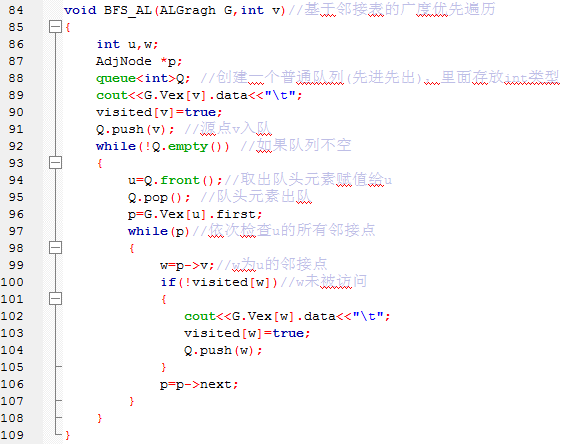 84 void BFS_AL(ALGragh G,int v)//基于邻接表的广度优先遍历
85 {
86 int u,w;
87 AdjNode *p;
88 queue<int>Q; //创建一个普通队列(先进先出)，里面存放int类型
89 cout<<G.Vex[v].data<<"\t";
90 visited[v]=true;
91 Q.push(v); //源点v入队
92 while(!Q.empty()) //如果队列不空
93 {
94 u=Q.front();//取出队头元素赋值给u
95 Q.pop(); //队头元素出队
96 p=G.Vex[u].first;
97 while(p)//依次检查u的所有邻接点
98 {
99 w=p->v;//w为u的邻接点
100 if(!visited[w])//w未被访问
101 {
102 cout<<G.Vex[w].data<<"\t";
103 visited[w]=true;
104 Q.push(w);
105 }
106 p=p->next;
107 }
108 }
109 }